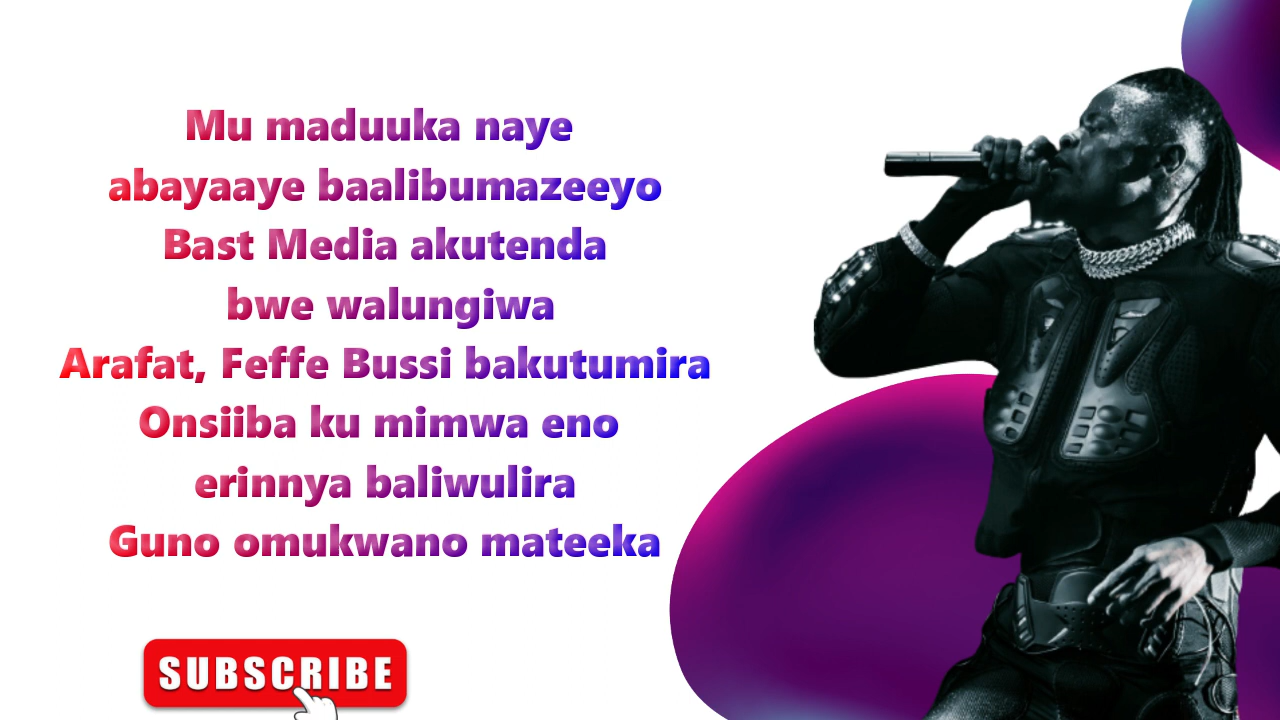 Mu maduuka naye
abayaaye baalibumazeeyo
Bast Media akutenda
bwe walungiwa
Arafat, Feffe Bussi bakutumira
Onsiiba ku mimwa eno
erinnya baliwulira
Guno omukwano mateeka
SUBSCRIBE